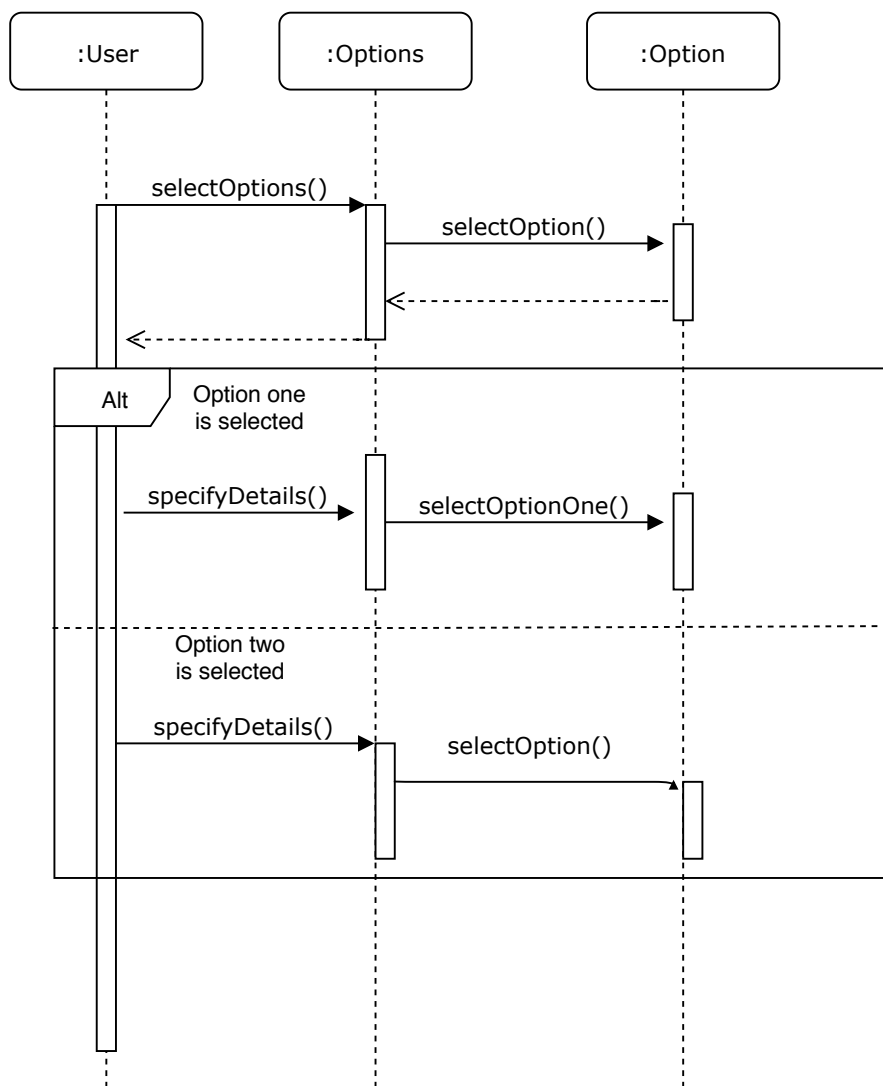 :User
:Options
:Option
selectOptions()
selectOption()
Alt
Option one
is selected
specifyDetails()
selectOptionOne()
Option two
is selected
specifyDetails()
selectOption()